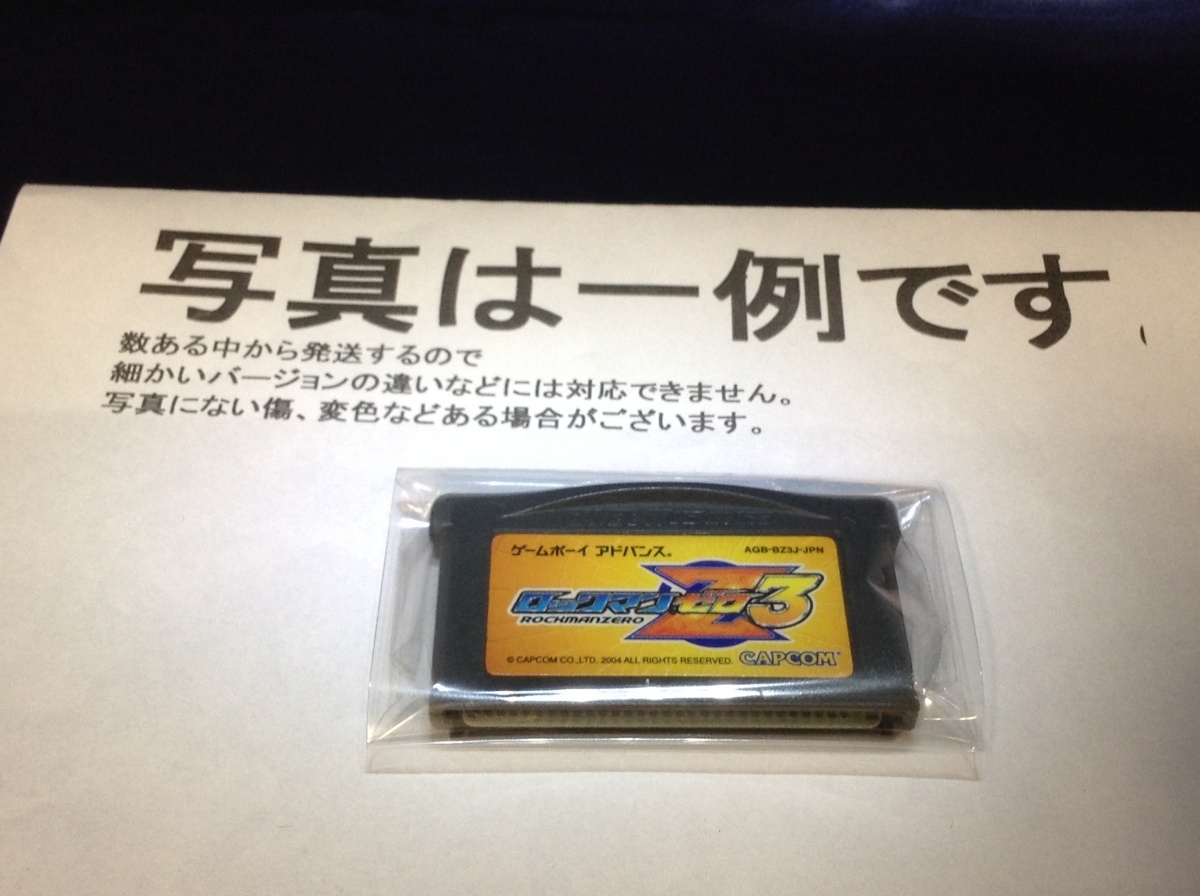 写真は一例です。
数ある中から発送するので
細かいバージョンの違いなどには対応できません。
写真にない傷、変色などある場合がございます。
ゲームボーイ アドバンス。
AGB-BZ3J-JPN
ロックマン ゼロ 3
ROCKMANZERO
© CAPCOM CO.,LTD. 2004 ALL RIGHTS RESERVED.
CAPCOM